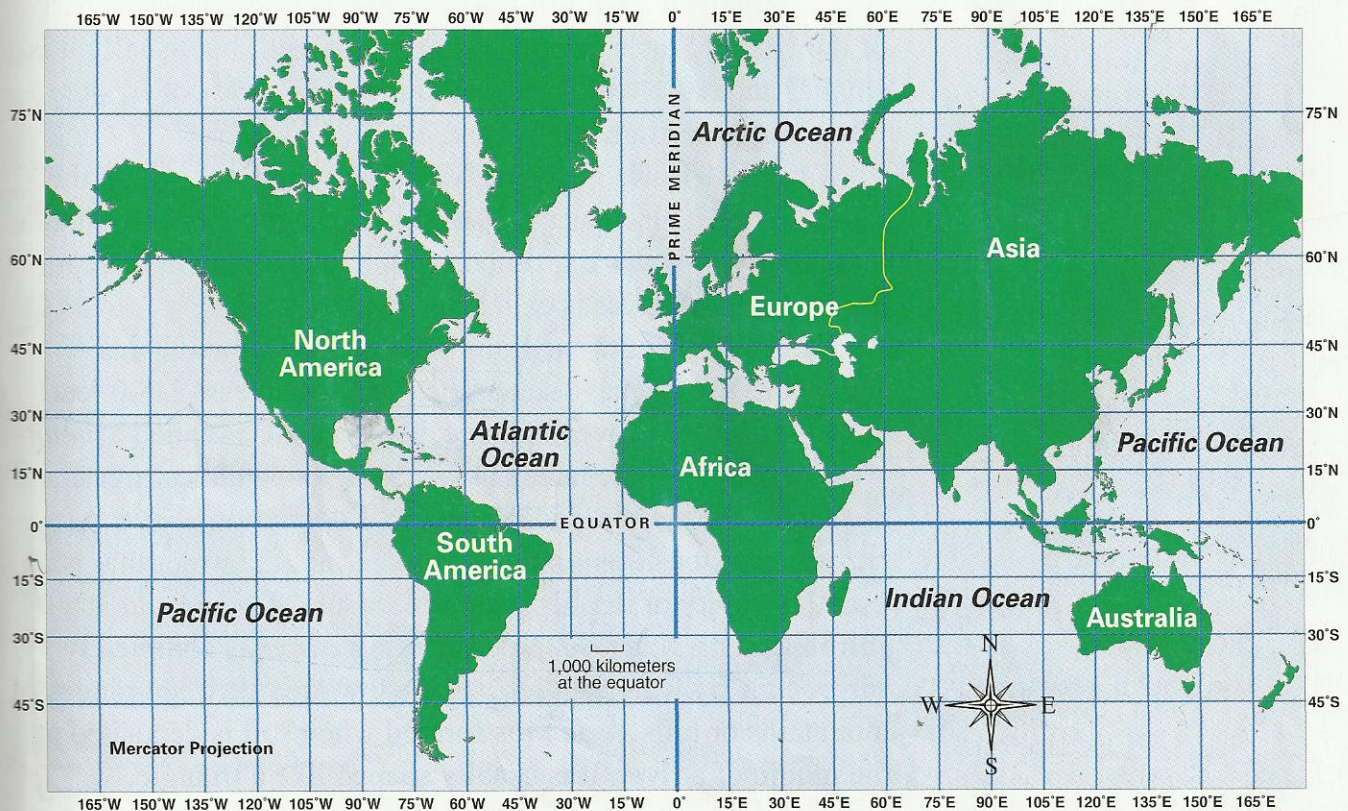 165˚W 150˚W 135˚W 120˚W 105˚W 90˚W 75˚W 60˚W 45˚W 30˚W 15˚W 0˚ 15˚E 30˚E 45˚E 60˚E 75˚E 90˚E 105˚E 120˚E 135˚E 150˚E 165˚E
75˚N 75˚N
PRIME MERIDIAN
Arctic Ocean
Asia
60˚N 60˚N
Europe
North
America
45˚N 45˚N
30˚N 30˚N
Atlantic
Ocean
Pacific Ocean
Africa
15˚N 15˚N
0˚ EQUATOR 0˚
South
America
15˚S 15˚S
Pacific Ocean
Indian Ocean
Australia
30˚S 30˚S
1,000 kilometers
at the equator
N
W E
S
45˚S 45˚S
Mercator Projection
165˚W 150˚W 135˚W 120˚W 105˚W 90˚W 75˚W 60˚W 45˚W 30˚W 15˚W 0˚ 15˚E 30˚E 45˚E 60˚E 75˚E 90˚E 105˚E 120˚E 135˚E 150˚E 165˚E